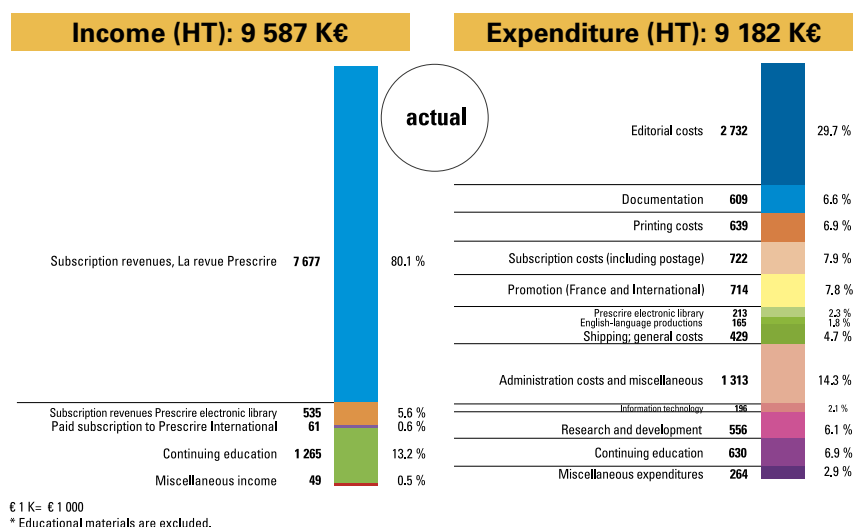 Income (HT): 9 587 K€
Expenditure (HT): 9 182 K€
actual
Subscription revenues, La revue Prescrire 7 677 80.1 %
Subscription revenues Prescrire electronic library 535 5.6 %
Paid subscription to Prescrire International 61 0.6 %
Continuing education 1 265 13.2 %
Miscellaneous income 49 0.5 %
Editorial costs 2 732 29.7 %
Documentation 609 6.6 %
Printing costs 639 6.9 %
Subscription costs (including postage) 722 7.9 %
Promotion (France and International) 714 7.8 %
Prescrire electronic library 213 2.3 %
English-language productions 165 1.8 %
Shipping; general costs 429 4.7 %
Administration costs and miscellaneous 1 313 14.3 %
Information technology 196 2.1 %
Research and development 556 6.1 %
Continuing education 630 6.9 %
Miscellaneous expenditures 264 2.9 %
€ 1 K= € 1 000
* Educational materials are excluded.